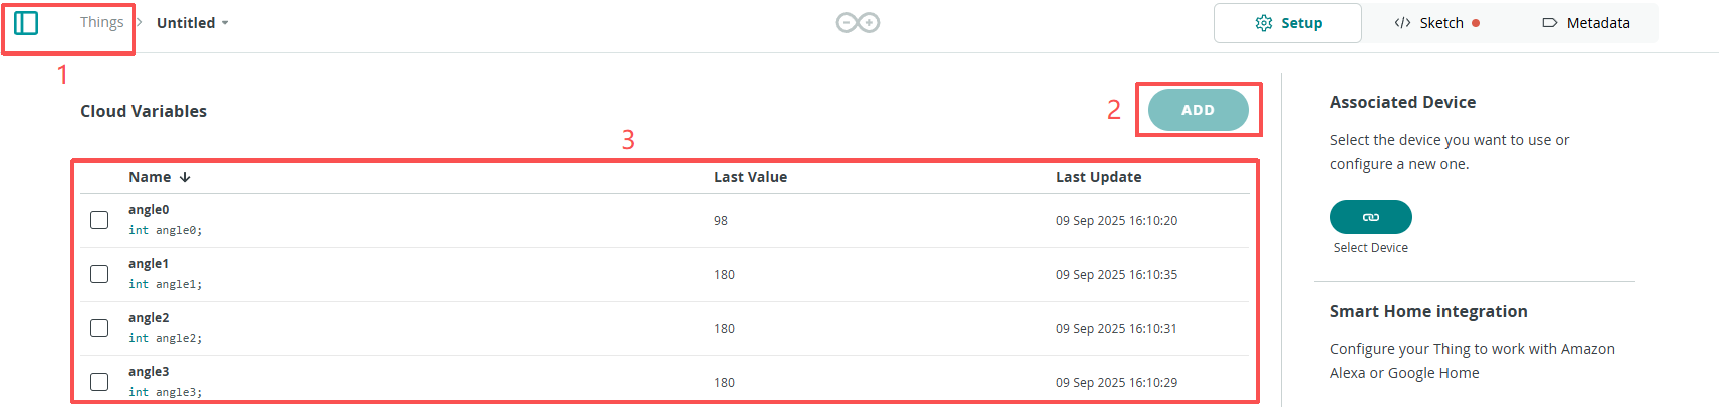 Things > Untitled
Setup
</> Sketch
Metadata
1
Cloud Variables
2
ADD
3
Name ↓ Last Value Last Update
angle0
int angle0;
98
09 Sep 2025 16:10:20
angle1
int angle1;
180
09 Sep 2025 16:10:35
angle2
int angle2;
180
09 Sep 2025 16:10:31
angle3
int angle3;
180
09 Sep 2025 16:10:29
Associated Device
Select the device you want to use or
configure a new one.
Select Device
Smart Home integration
Configure your Thing to work with Amazon
Alexa or Google Home